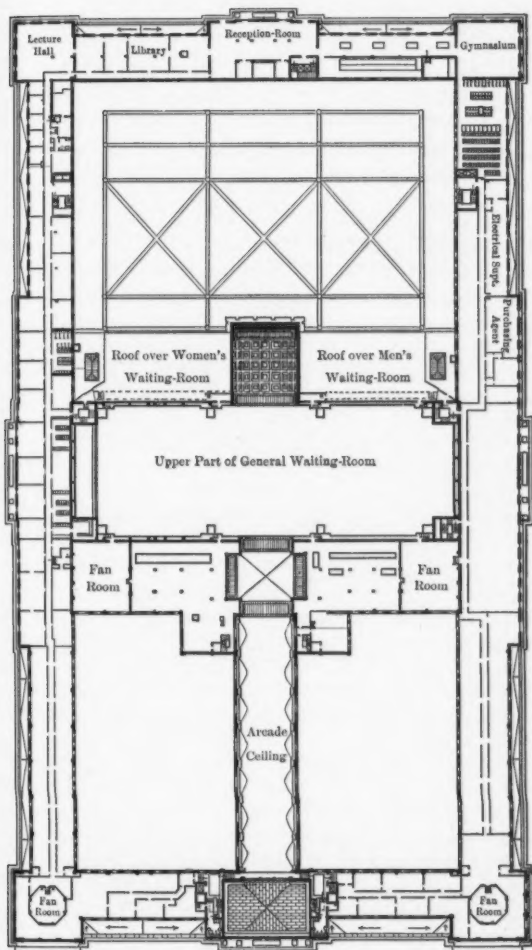 Lecture
Hall
Library
Reception-Room
Gymnasium
Electrical Supt.
Purchasing
Agent
Roof over Women's
Waiting-Room
Roof over Men's
Waiting-Room
Upper Part of General Waiting-Room
Fan
Room
Fan
Room
Arcade
Ceiling
Fan
Room
Fan
Room